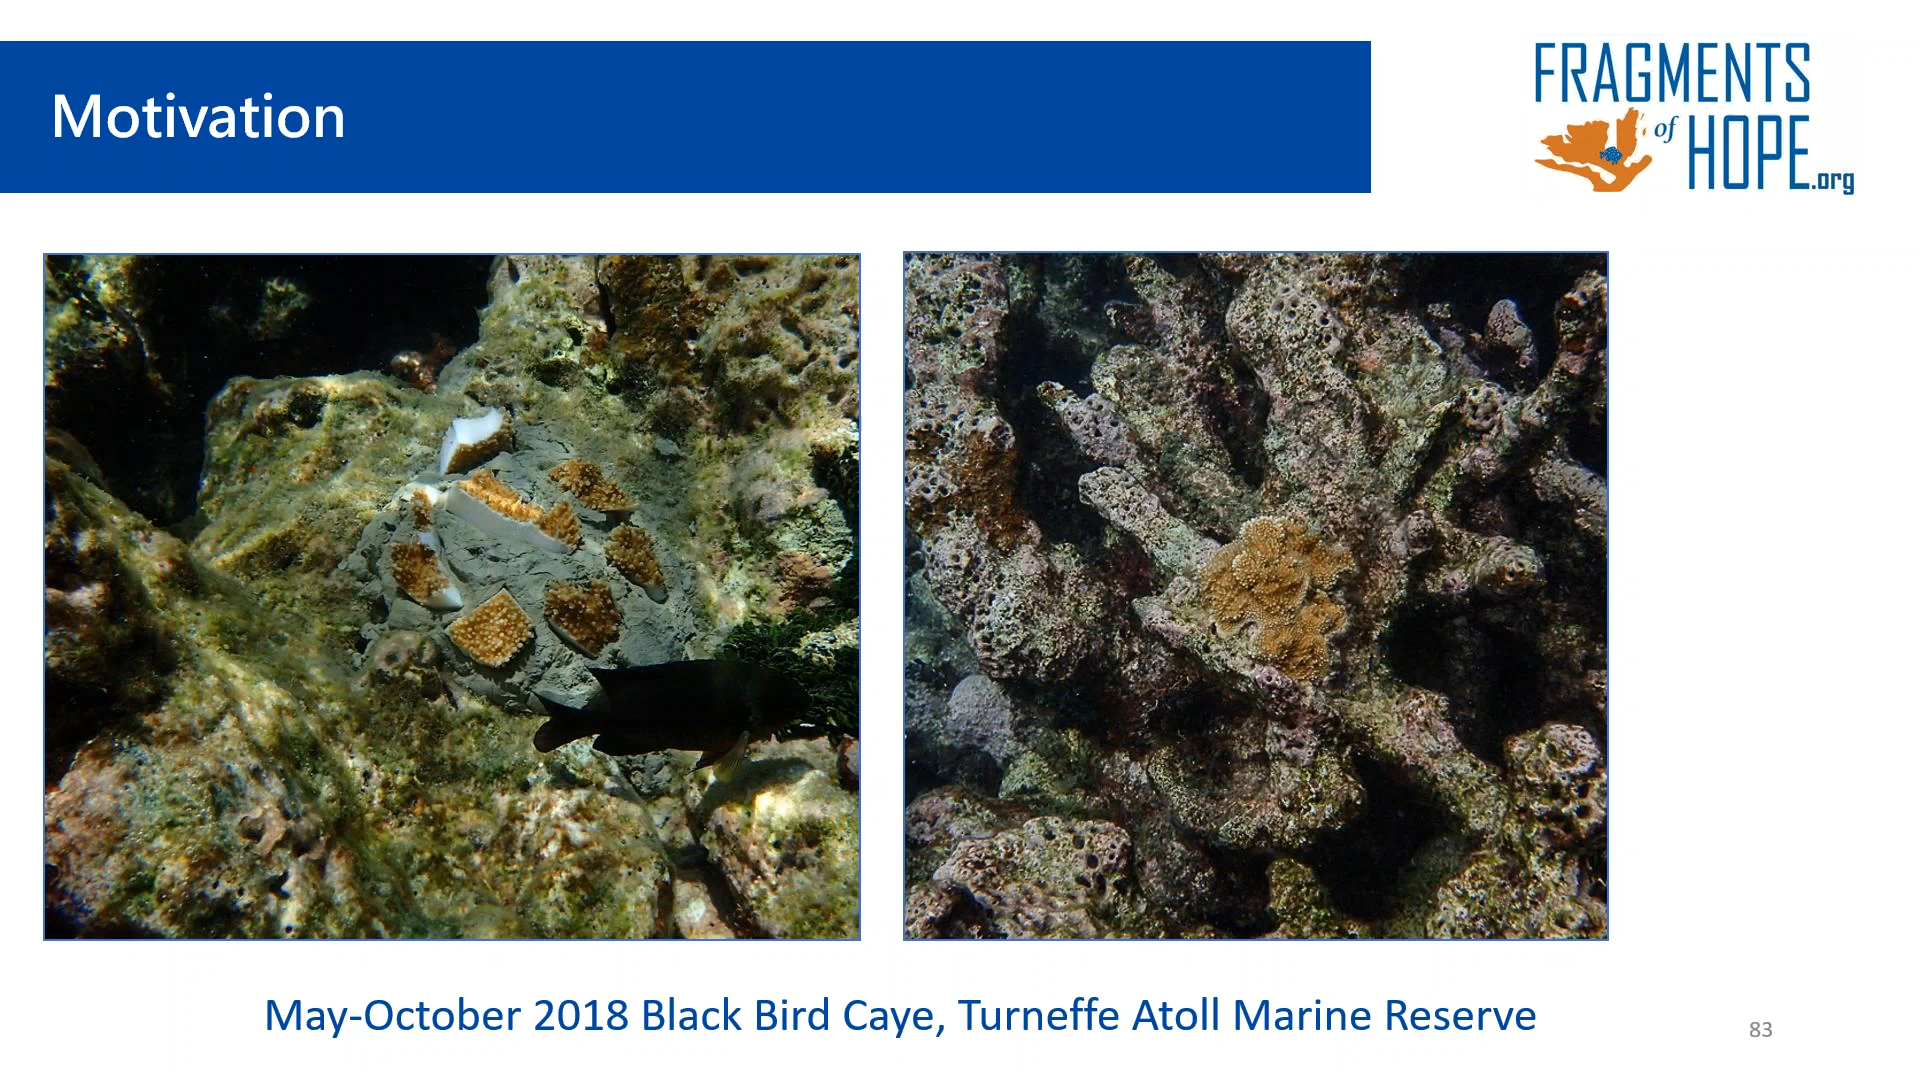 Motivation
FRAGMENTS
of HOPE.org
May-October 2018 Black Bird Caye, Turneffe Atoll Marine Reserve
83